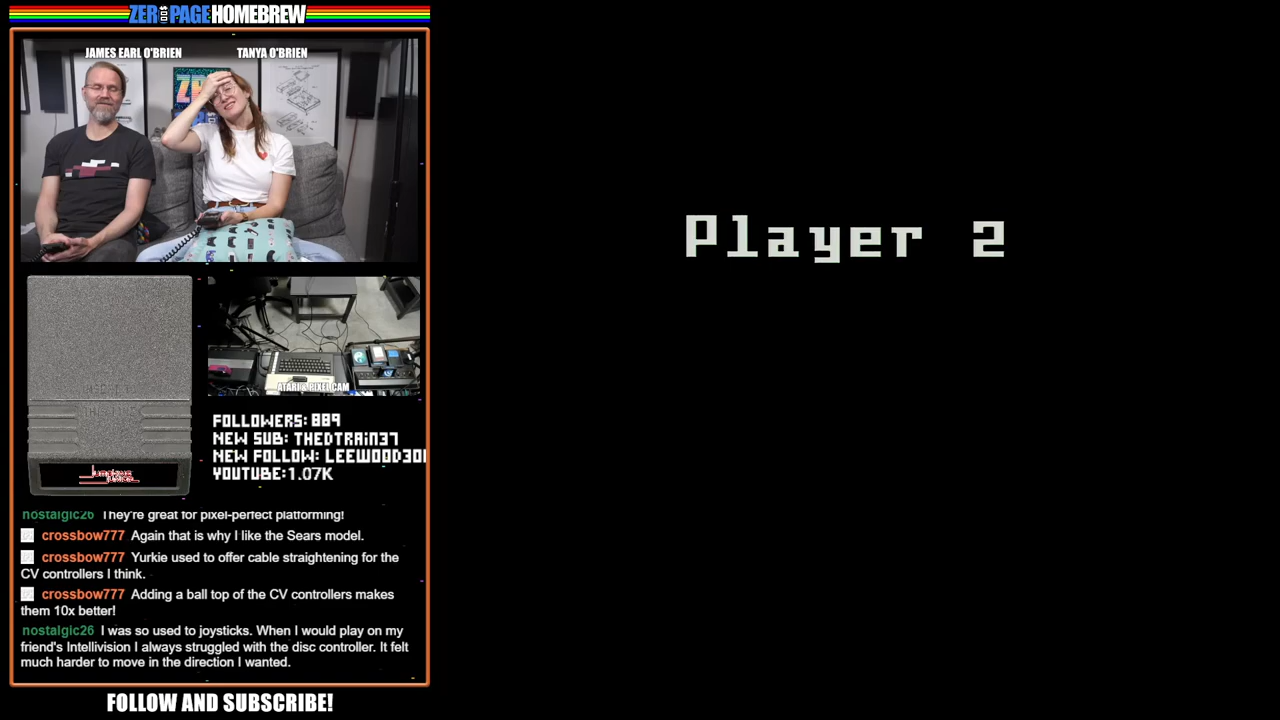 ZEROPAGE HOMEBREW
JAMES EARL O'BRIEN
TANYA O'BRIEN
Player 2
ATARI & PIXEL CAM
FOLLOWERS: 889
NEW SUB: THEDTRAIN37
NEW FOLLOW: LEEWOOD30
YOUTUBE:1.07K
nostalgic26 They're great for pixel-perfect platforming!
crossbow777 Again that is why I like the Sears model.
crossbow777 Yurkie used to offer cable straightening for the
CV controllers I think.
crossbow777 Adding a ball top of the CV controllers makes
them 10x better!
nostalgic26 I was so used to joysticks. When I would play on my
friend's Intellivision I always struggled with the disc controller. It felt
much harder to move in the direction I wanted.
FOLLOW AND SUBSCRIBE!